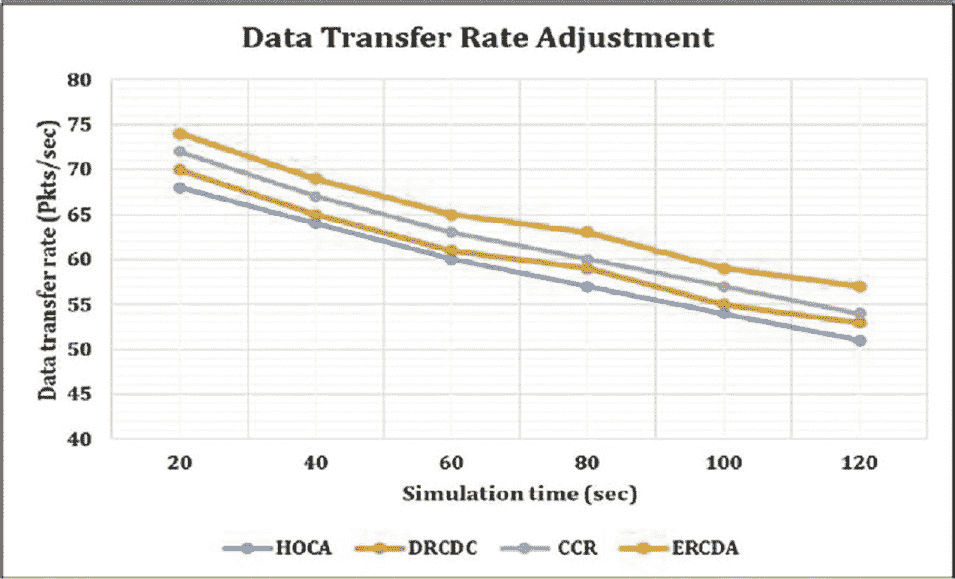 Data Transfer Rate Adjustment
Data transfer rate (Pkts/sec)
80
75
70
65
60
55
50
45
40
20 40 60 80 100 120
Simulation time (sec)
HOCA DRCDC CCR ERCDA